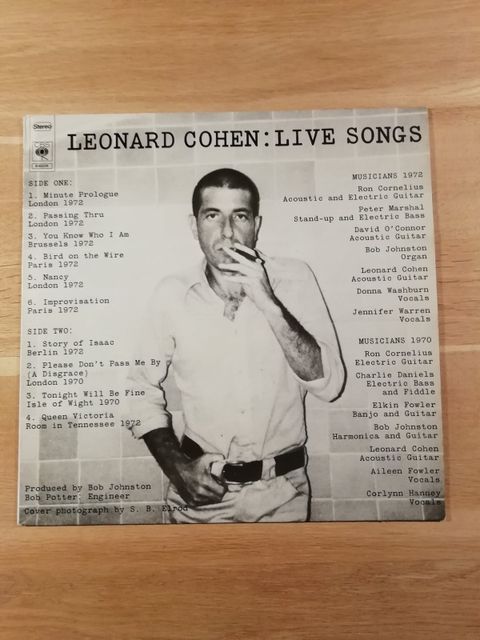 Stereo
CBS
LEONARD COHEN:LIVE SONGS
SIDE ONE:
1. Minute Prologue
London 1972
2. Passing Thru
London 1972
3. You Know Who I Am
Brussels 1972
4. Bird on the Wire
Paris 1972
5. Nancy
London 1972
6. Improvisation
Paris 1972
SIDE TWO:
1. Story of Isaac
Berlin 1972
2. Please Don't Pass Me By
(A Disgrace)
London 1970
3. Tonight Will Be Fine
Isle of Wight 1970
4. Queen Victoria
Room in Tennessee 1972
Produced by Bob Johnston
Bob Potter: Engineer
Cover photograph by S. B. Elrod
MUSICIANS 1972
Ron Cornelius
Acoustic and Electric Guitar
Peter Marshal
Stand-up and Electric Bass
David O'Connor
Acoustic Guitar
Bob Johnston
Organ
Leonard Cohen
Acoustic Guitar
Donna Washburn
Vocals
Jennifer Warren
Vocals
MUSICIANS 1970
Ron Cornelius
Electric Guitar
Charlie Daniels
Electric Bass
and Fiddle
Elkin Fowler
Banjo and Guitar
Bob Johnston
Harmonica and Guitar
Leonard Cohen
Acoustic Guitar
Aileen Fowler
Vocals
Corlynn Hanney
Vocals